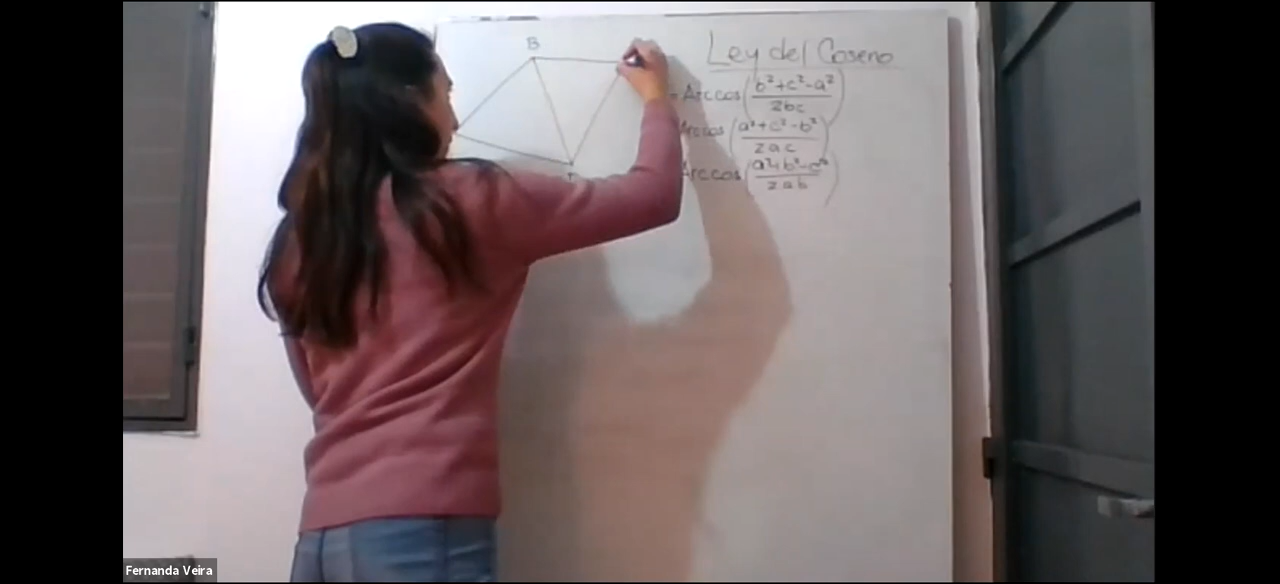 B
Ley del Coseno
= Arccos (b²+c²-a² / 2bc)
Arccos (a²+c²-b² / 2ac)
Arccos (a²+b²-c² / 2ab)
Fernanda Veira